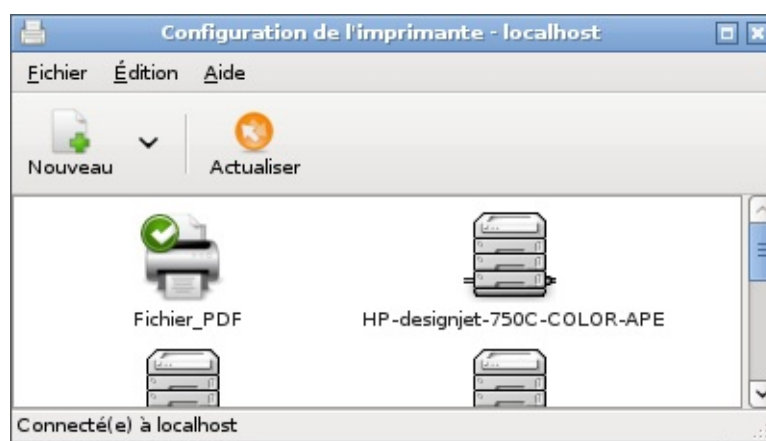 Configuration de l'imprimante - localhost
Fichier Édition Aide
Nouveau Actualiser
Fichier_PDF HP-designjet-750C-COLOR-APE
Connecté(e) à localhost